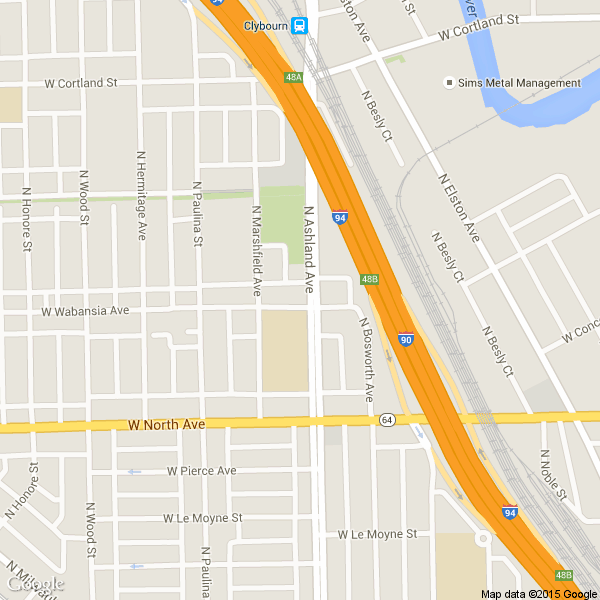 94
Clybourn
N Elston Ave
W Cortland St
W Cortland St
48A
Sims Metal Management
N Besly Ct
N Honore St
N Wood St
N Hermitage Ave
N Paulina St
N Marshfield Ave
N Ashland Ave
94
N Elston Ave
N Besly Ct
48B
W Wabansia Ave
N Bosworth Ave
90
N Besly Ct
W Conc
W North Ave
64
N Honore St
W Pierce Ave
N Noble St
N Wood St
W Le Moyne St
94
W Le Moyne St
N Paulina
N Milwauk
48B
Google
Map data ©2015 Google